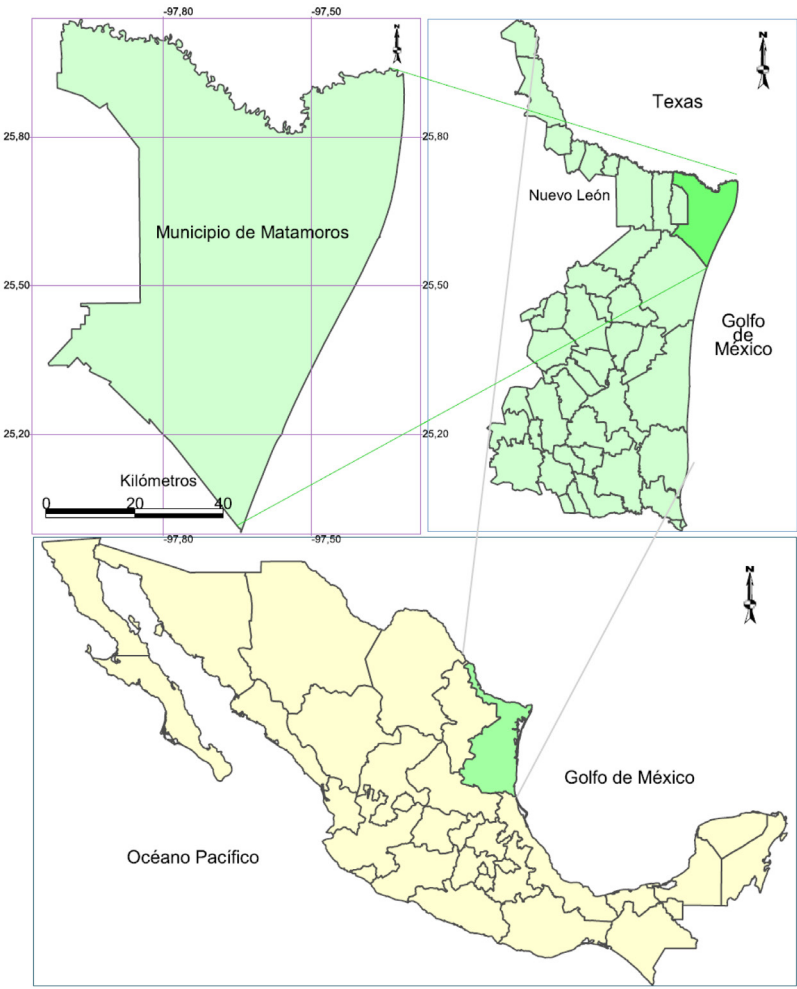 -97,80
-97,50
N
N
Texas
25,80
25,80
Nuevo León
Municipio de Matamoros
25,50
25,50
Golfo
de
México
25,20
25,20
Kilómetros
0 20 40
-97,80
-97,50
N
Golfo de México
Océano Pacífico